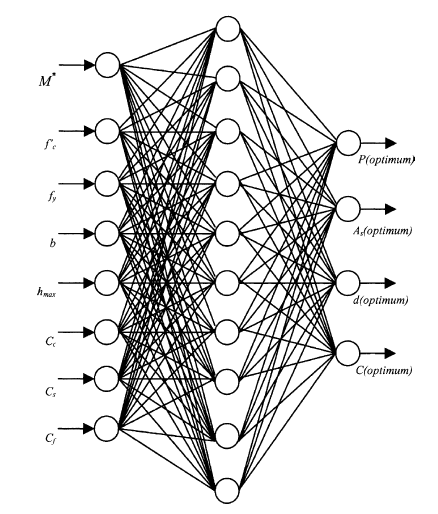 M*
f'c
fy
b
hmax
Cc
Cs
Cf
P(optimum)
As(optimum)
d(optimum)
C(optimum)